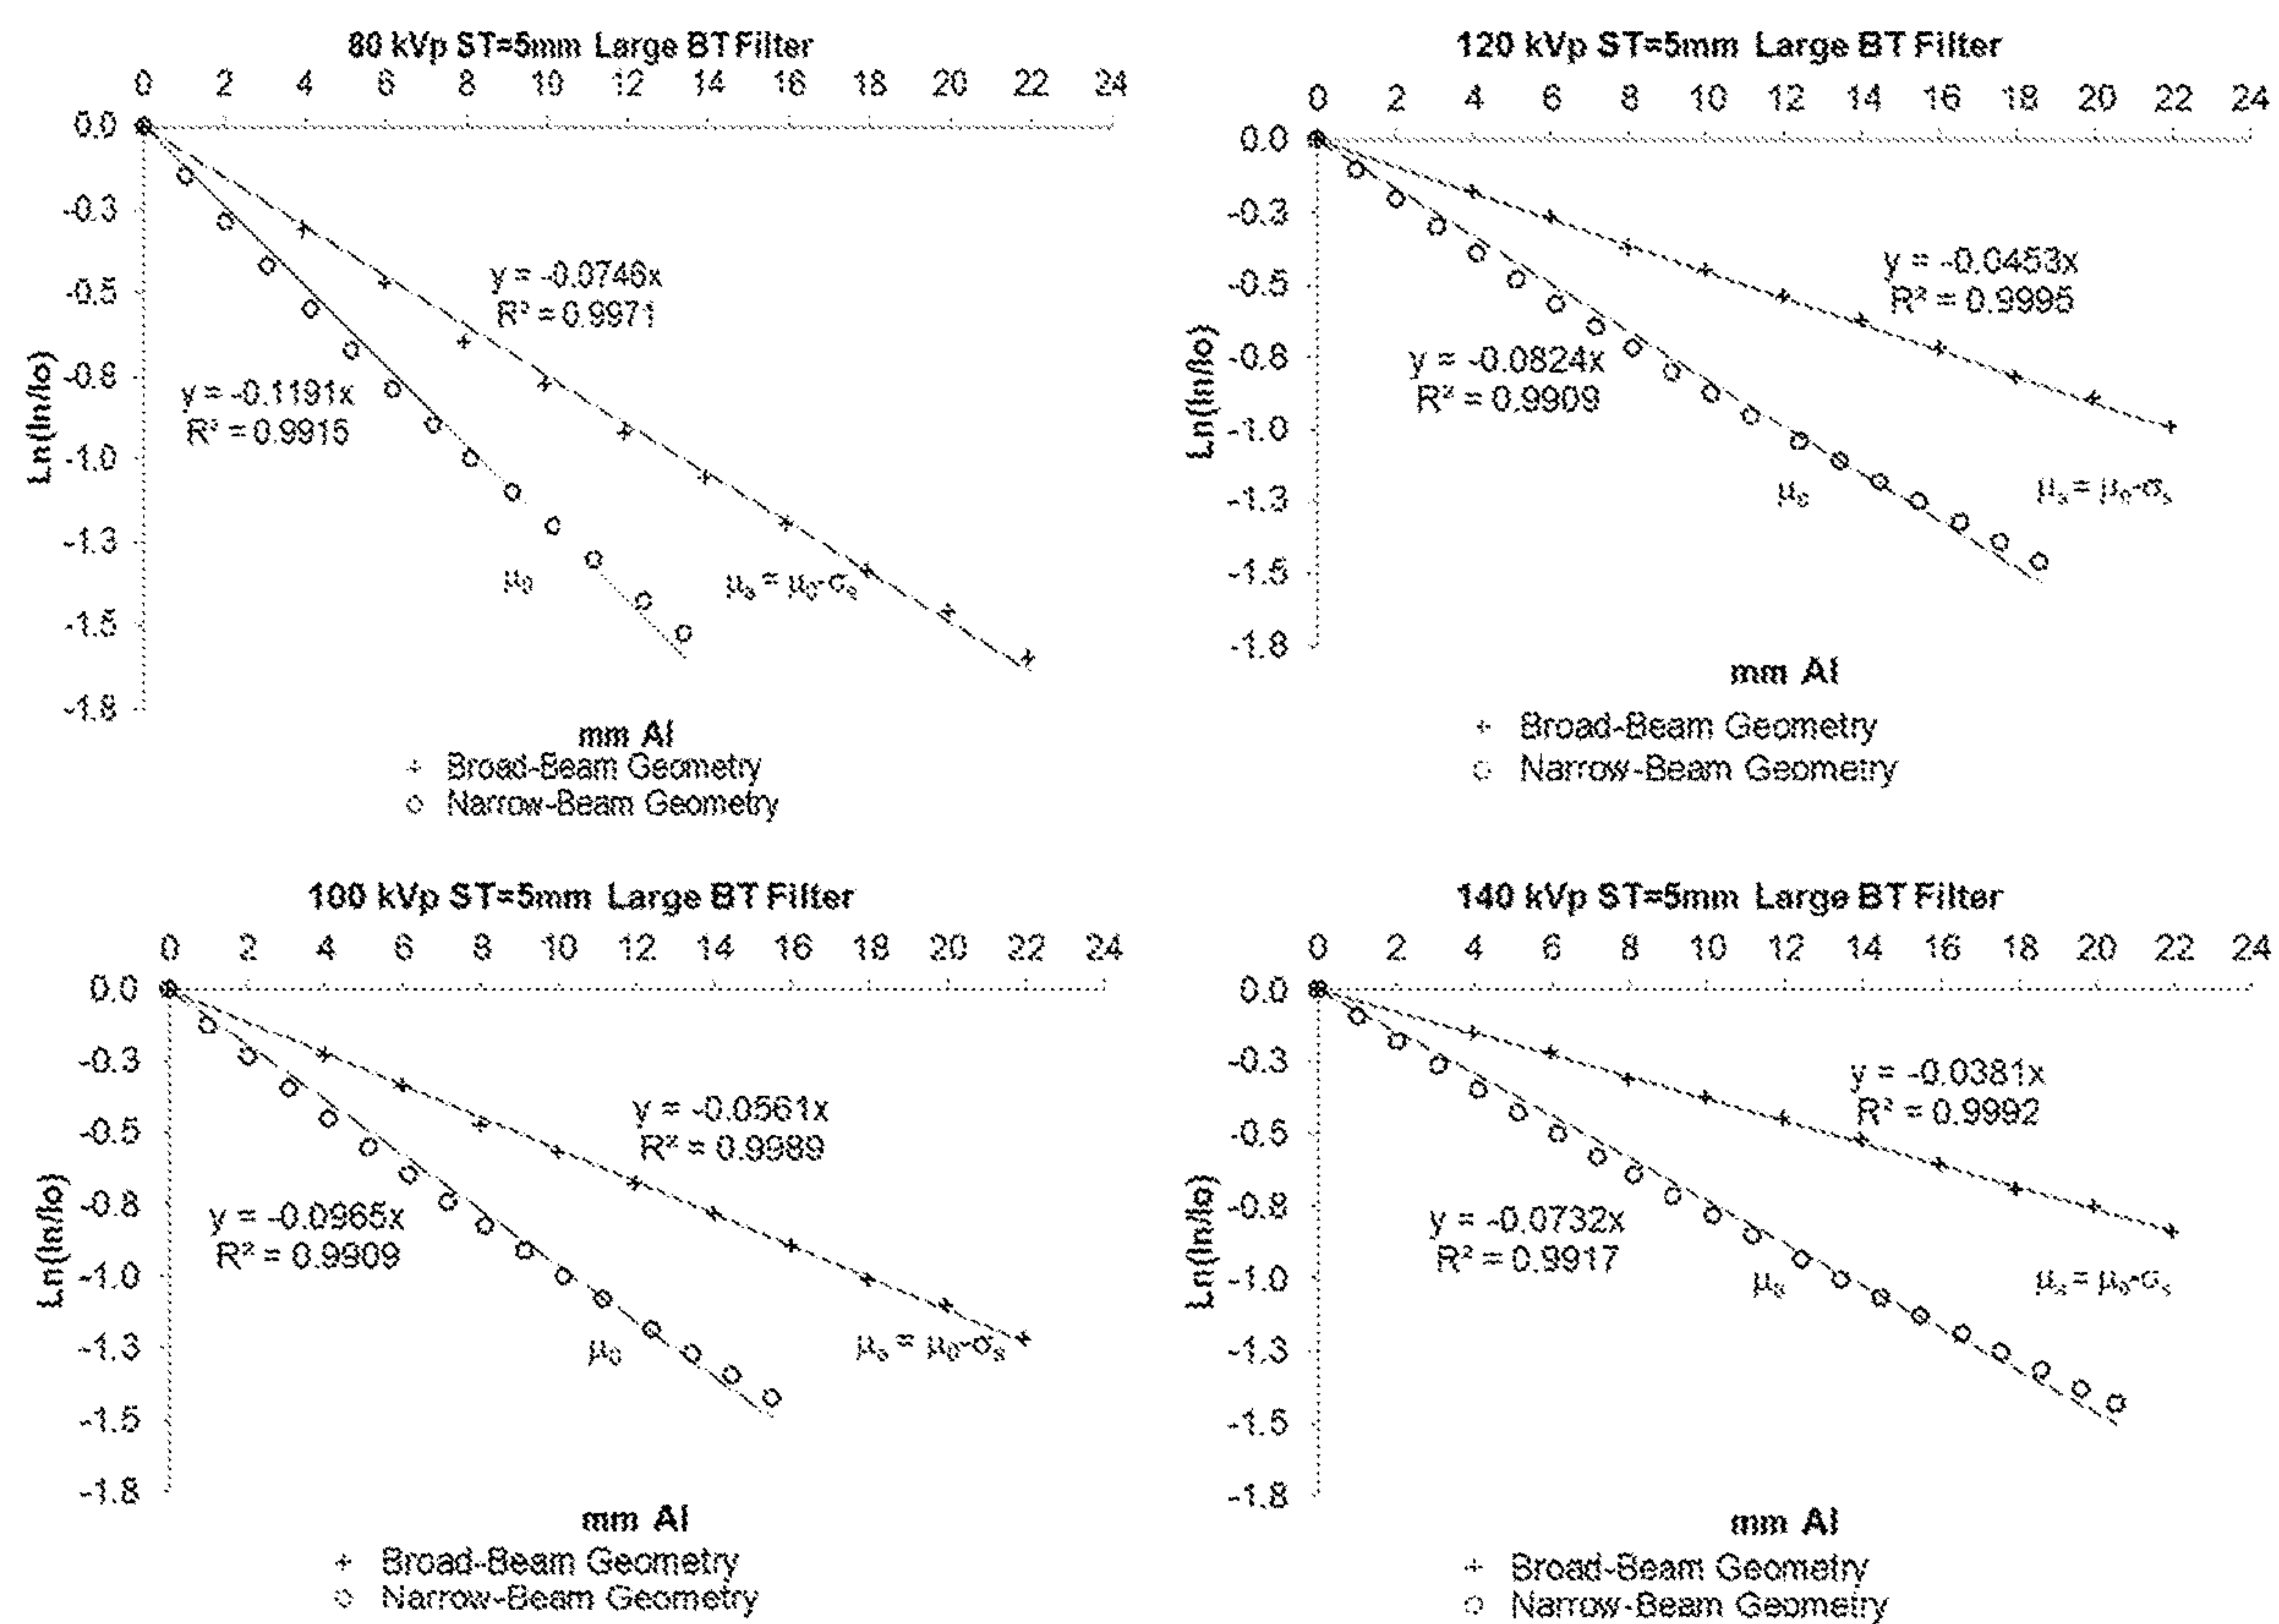 80 kVp ST=5mm Large BT Filter
0 2 4 6 8 10 12 14 16 18 20 22 24
0.0
-0.3
-0.5
-0.8
-1.0
-1.3
-1.5
-1.8
Ln(In/Io)
y = -0.0746x
R² = 0.9971
y = -0.1191x
R² = 0.9915
μ₀
μₛ = μ₀-σₛ
mm Al
+ Broad-Beam Geometry
○ Narrow-Beam Geometry
120 kVp ST=5mm Large BT Filter
0 2 4 6 8 10 12 14 16 18 20 22 24
0.0
-0.3
-0.5
-0.8
-1.0
-1.3
-1.5
-1.8
Ln(In/Io)
y = -0.0453x
R² = 0.9995
y = -0.0824x
R² = 0.9909
μ₀
μₛ = μ₀-σₛ
mm Al
+ Broad-Beam Geometry
○ Narrow-Beam Geometry
100 kVp ST=5mm Large BT Filter
0 2 4 6 8 10 12 14 16 18 20 22 24
0.0
-0.3
-0.5
-0.8
-1.0
-1.3
-1.5
-1.8
Ln(In/Io)
y = -0.0561x
R² = 0.9989
y = -0.0965x
R² = 0.9909
μ₀
μₛ = μ₀-σₛ
mm Al
+ Broad-Beam Geometry
○ Narrow-Beam Geometry
140 kVp ST=5mm Large BT Filter
0 2 4 6 8 10 12 14 16 18 20 22 24
0.0
-0.3
-0.5
-0.8
-1.0
-1.3
-1.5
-1.8
Ln(In/Io)
y = -0.0381x
R² = 0.9992
y = -0.0732x
R² = 0.9917
μ₀
μₛ = μ₀-σₛ
mm Al
+ Broad-Beam Geometry
○ Narrow-Beam Geometry